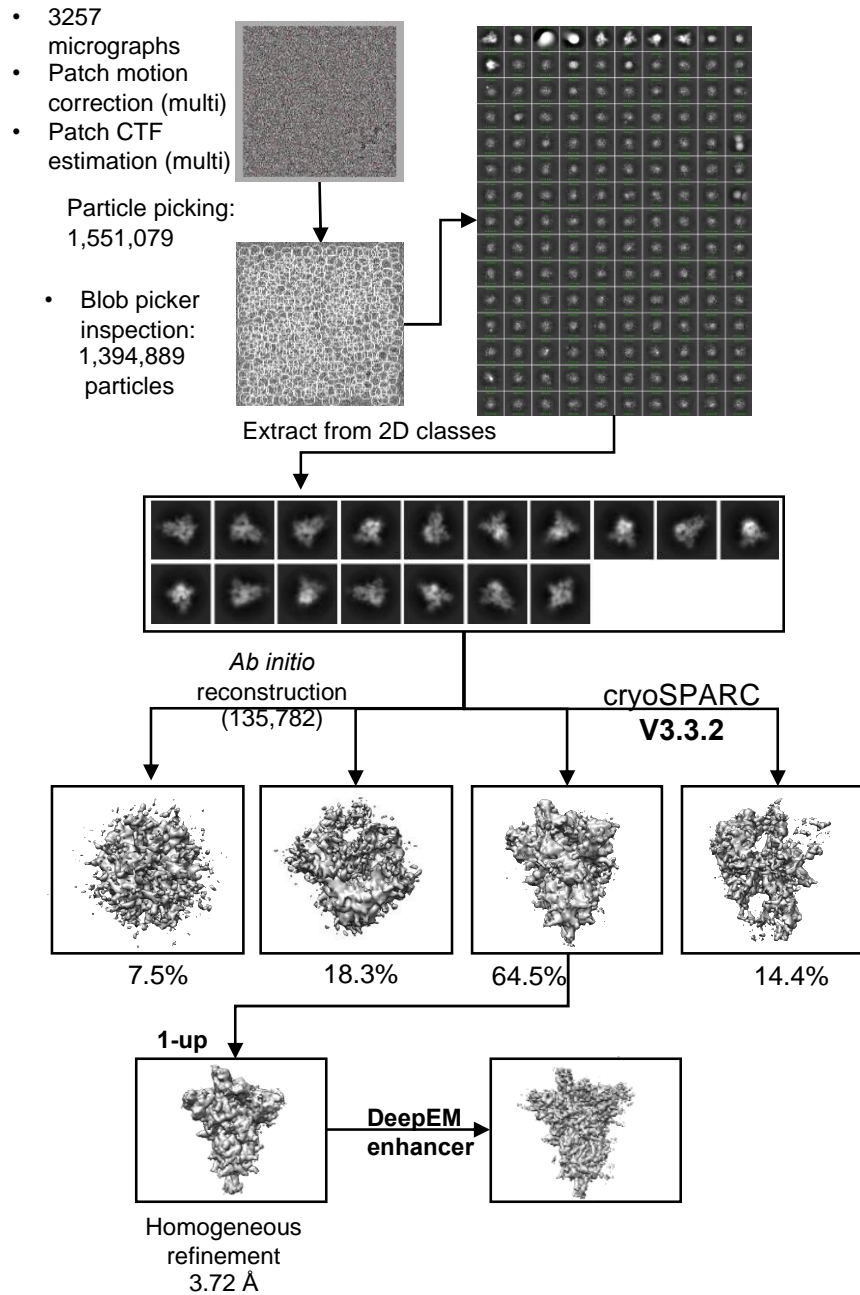 • 3257
micrographs
• Patch motion
correction (multi)
• Patch CTF
estimation (multi)
Particle picking:
1,551,079
• Blob picker
inspection:
1,394,889
particles
Extract from 2D classes
Ab initio
reconstruction
(135,782)
cryoSPARC
V3.3.2
7.5%
18.3%
64.5%
14.4%
1-up
DeepEM
enhancer
Homogeneous
refinement
3.72 Å